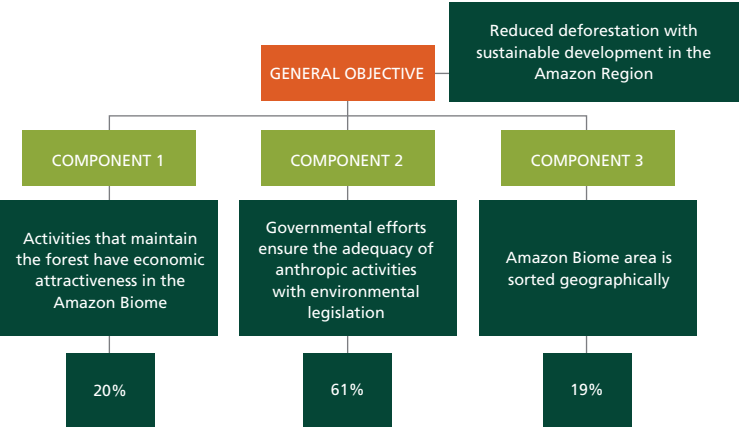 Reduced deforestation with
sustainable development in the
Amazon Region
GENERAL OBJECTIVE
COMPONENT 1
COMPONENT 2
COMPONENT 3
Activities that maintain
the forest have economic
attractiveness in the
Amazon Biome
Governmental efforts
ensure the adequacy of
anthropic activities
with environmental
legislation
Amazon Biome area is
sorted geographically
20%
61%
19%